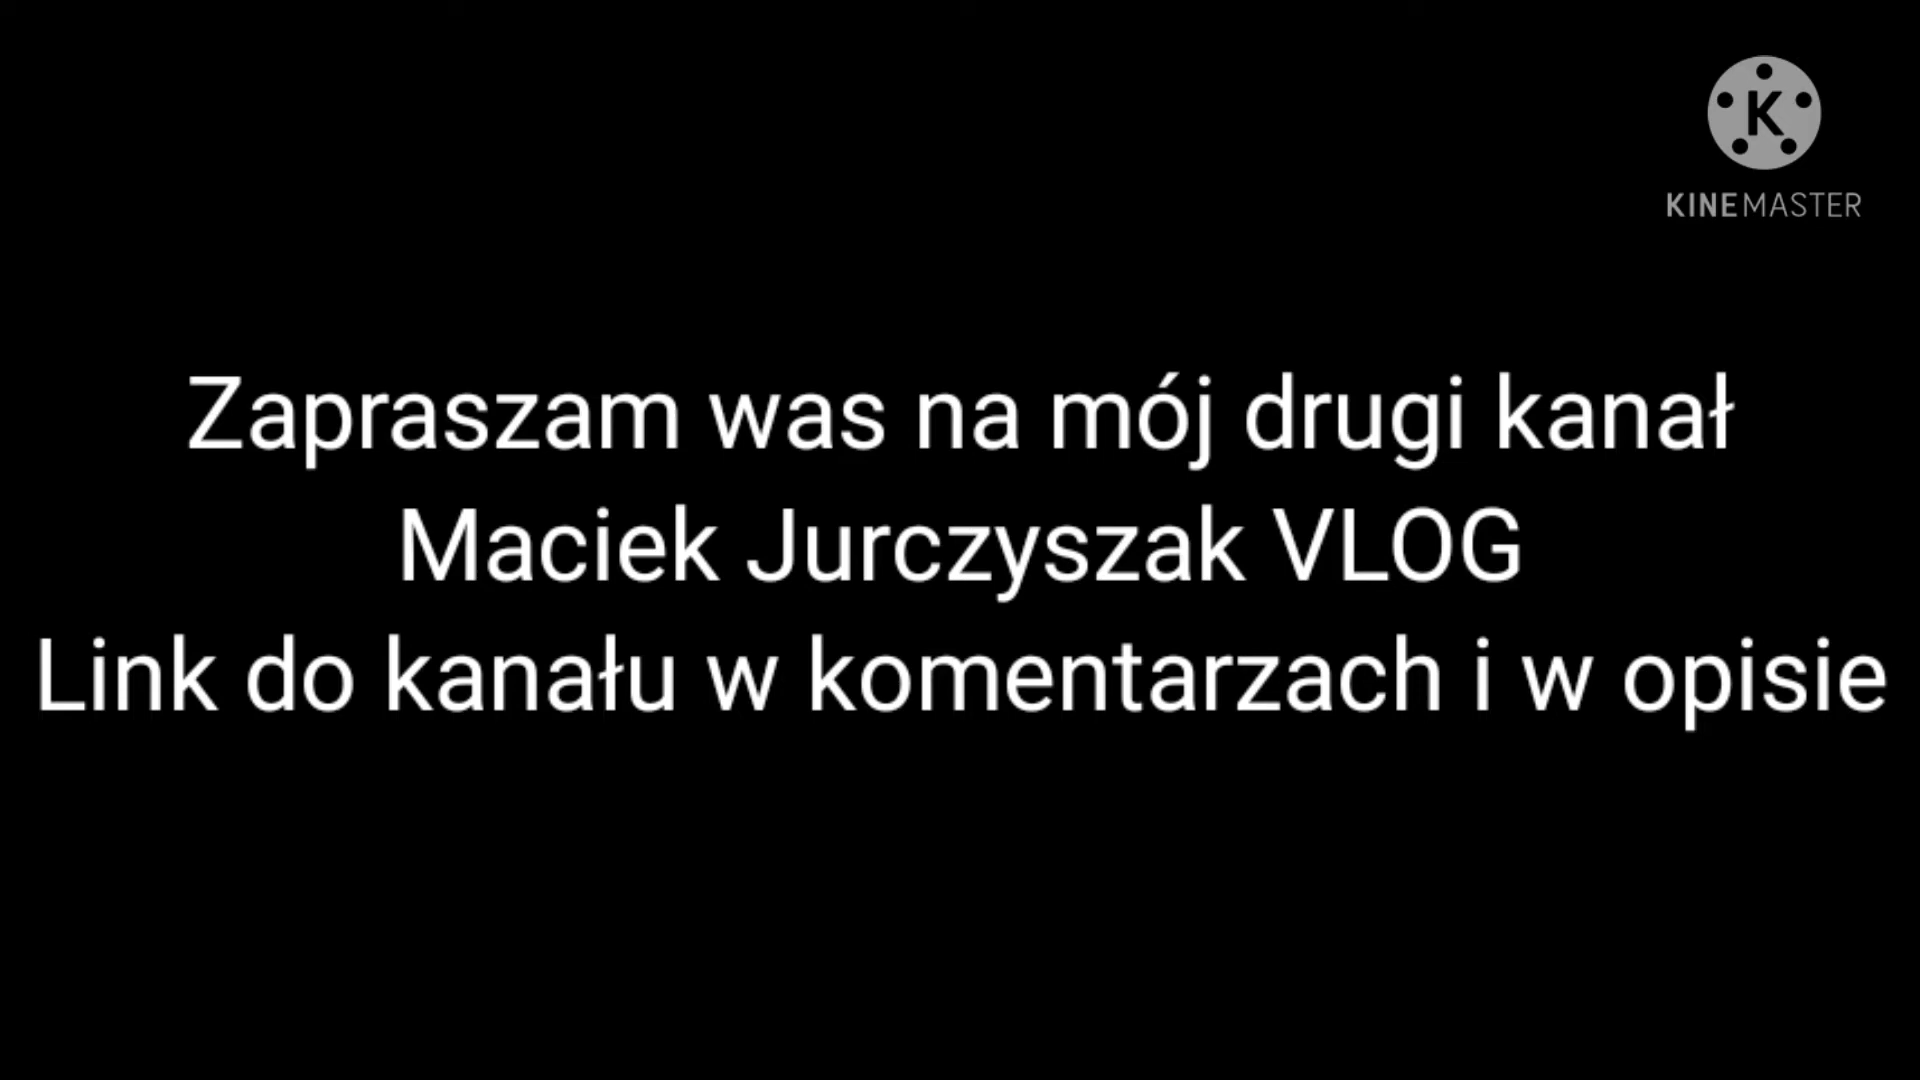 K
KINEMASTER
Zapraszam was na mój drugi kanał
Maciek Jurczyszak VLOG
Link do kanału w komentarzach i w opisie